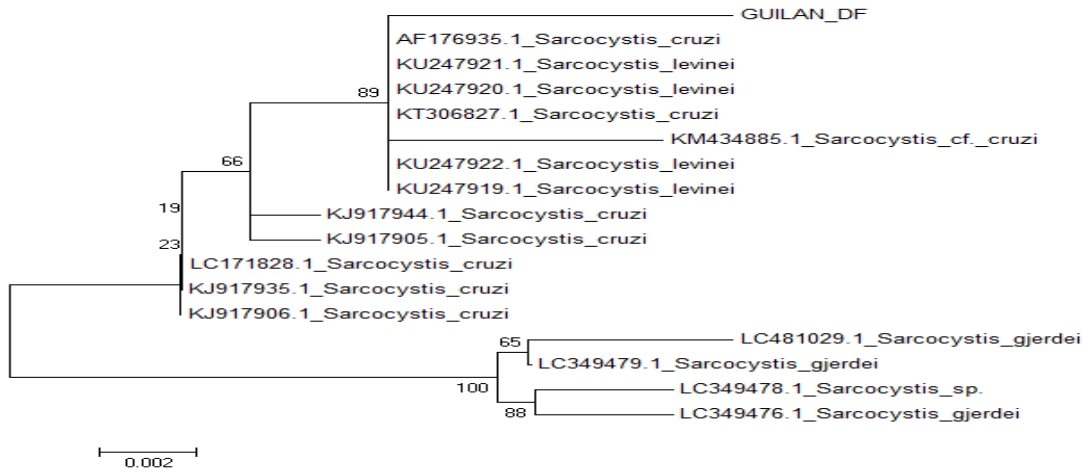 GUILAN_DF
AF176935.1_Sarcocystis_cruzi
KU247921.1_Sarcocystis_levinei
KU247920.1_Sarcocystis_levinei
89
KT306827.1_Sarcocystis_cruzi
KM434885.1_Sarcocystis_cf._cruzi
66
KU247922.1_Sarcocystis_levinei
KU247919.1_Sarcocystis_levinei
19
KJ917944.1_Sarcocystis_cruzi
KJ917905.1_Sarcocystis_cruzi
23
LC171828.1_Sarcocystis_cruzi
KJ917935.1_Sarcocystis_cruzi
KJ917906.1_Sarcocystis_cruzi
65
LC481029.1_Sarcocystis_gjerdei
LC349479.1_Sarcocystis_gjerdei
100
LC349478.1_Sarcocystis_sp.
88
LC349476.1_Sarcocystis_gjerdei
0.002